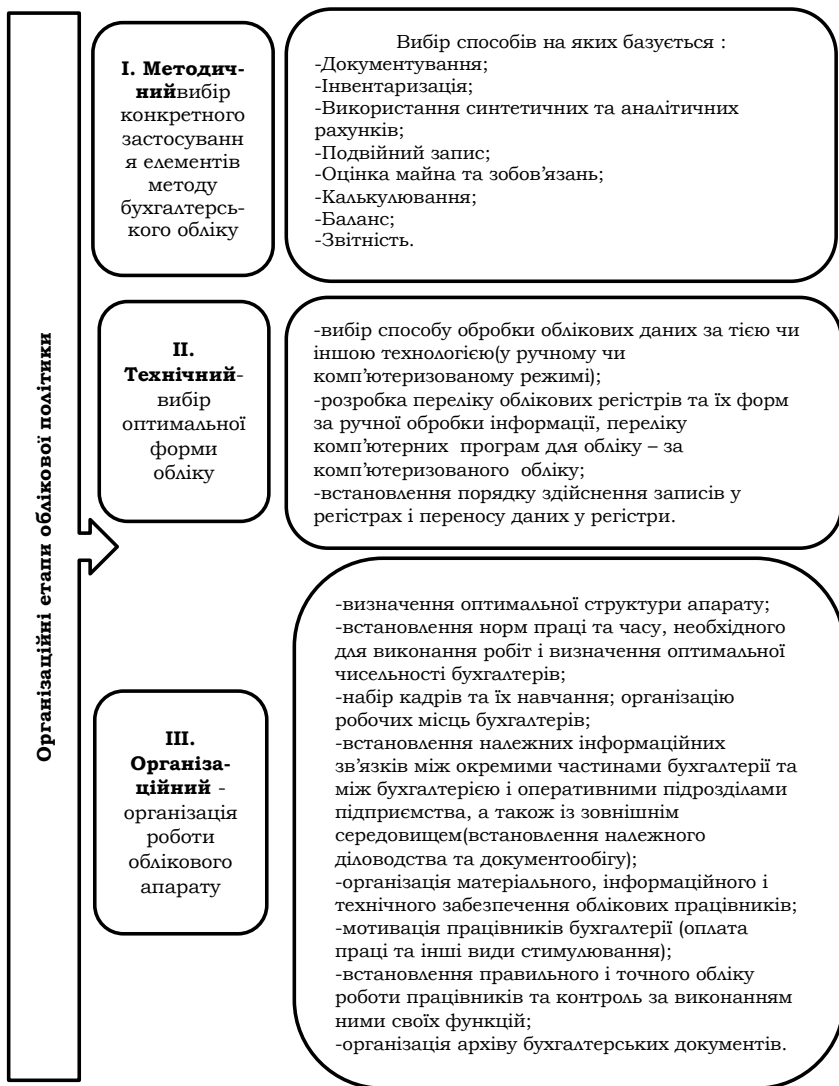 Організаційні етапи облікової політики
І. Методич-
нийвибір
конкретного
застосуванн
я елементів
методу
бухгалтерсь-
кого обліку
Вибір способів на яких базується :
-Документування;
-Інвентаризація;
-Використання синтетичних та аналітичних
рахунків;
-Подвійний запис;
-Оцінка майна та зобов’язань;
-Калькулювання;
-Баланс;
-Звітність.
ІІ.
Технічний-
вибір
оптимальної
форми
обліку
-вибір способу обробки облікових даних за тією чи
іншою технологією(у ручному чи
комп’ютеризованому режимі);
-розробка переліку облікових регістрів та їх форм
за ручної обробки інформації, переліку
комп’ютерних програм для обліку – за
комп’ютеризованого обліку;
-встановлення порядку здійснення записів у
регістрах і переносу даних у регістри.
ІІІ.
Організа-
ційний -
організація
роботи
облікового
апарату
-визначення оптимальної структури апарату;
-встановлення норм праці та часу, необхідного
для виконання робіт і визначення оптимальної
чисельності бухгалтерів;
-набір кадрів та їх навчання; організацію
робочих місць бухгалтерів;
-встановлення належних інформаційних
зв’язків між окремими частинами бухгалтерії та
між бухгалтерією і оперативними підрозділами
підприємства, а також із зовнішнім
середовищем(встановлення належного
діловодства та документообігу);
-організація матеріального, інформаційного і
технічного забезпечення облікових працівників;
-мотивація працівників бухгалтерії (оплата
праці та інші види стимулювання);
-встановлення правильного і точного обліку
роботи працівників та контроль за виконанням
ними своїх функцій;
-організація архіву бухгалтерських документів.